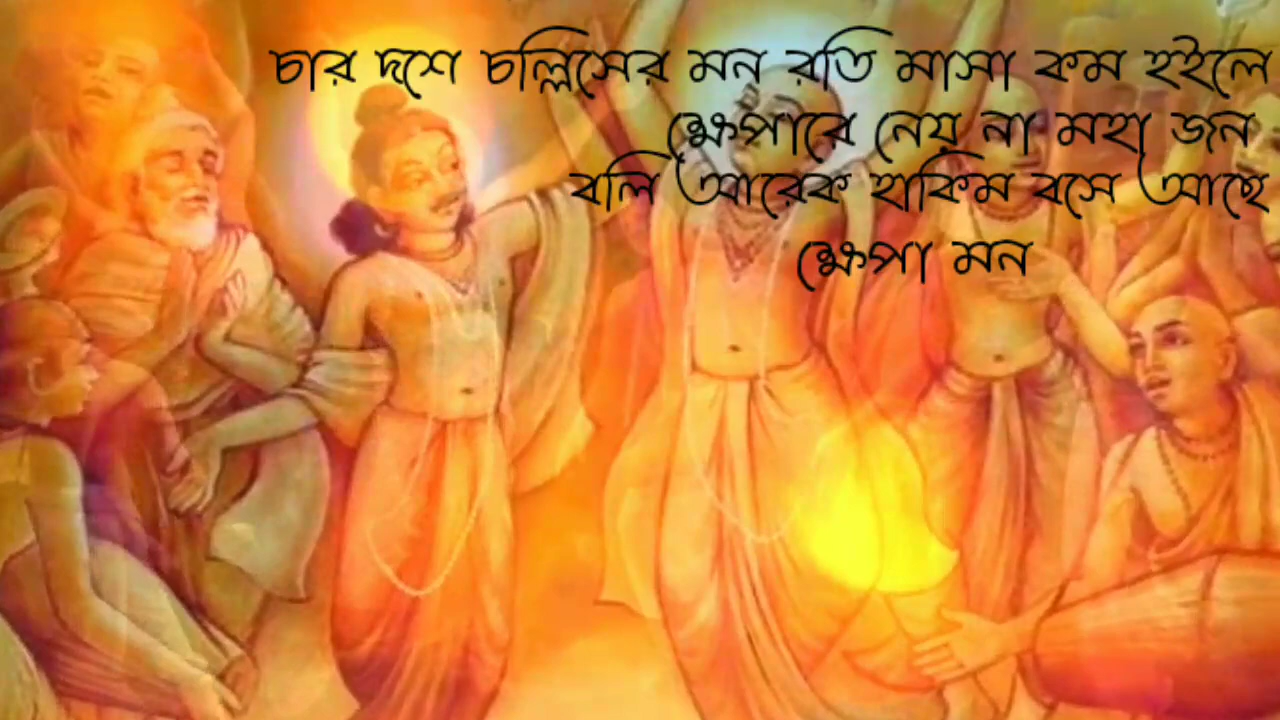 চার দশে চল্লিসের মন রতি মাসা কম হইলে
ক্ষেপারে নেয় না মহা জন
বলি আরেক হাকিম বসে আছে
ক্ষেপা মন